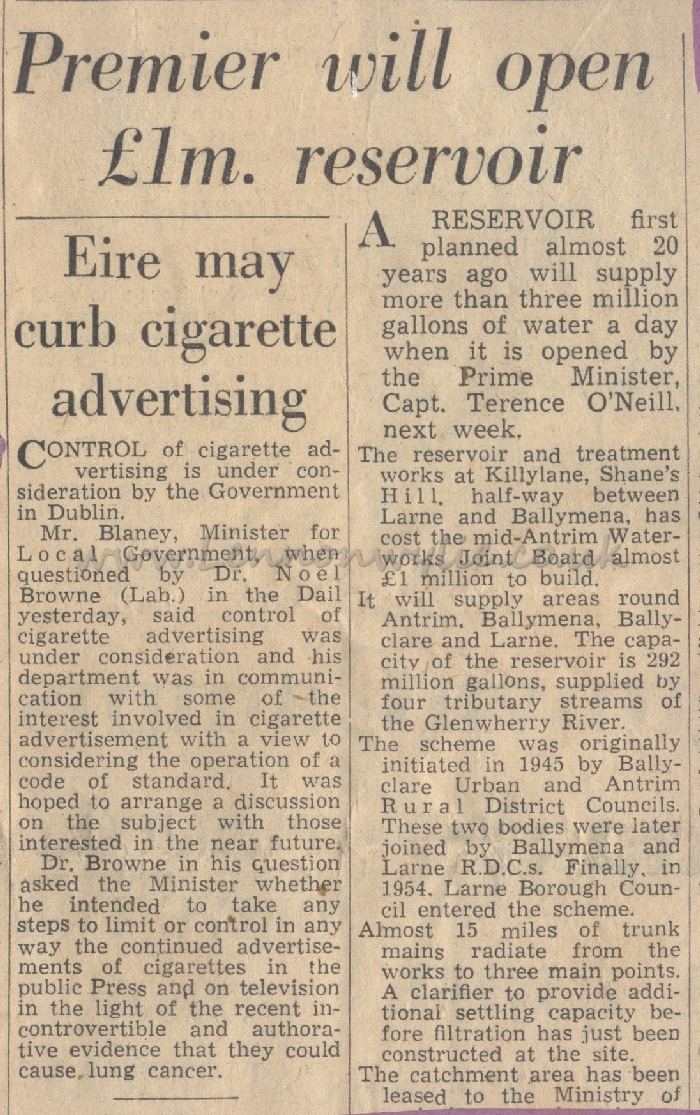 Premier will open
£1m. reservoir
Eire may
curb cigarette
advertising
CONTROL of cigarette ad-
vertising is under con-
sideration by the Government
in Dublin.
Mr. Blaney, Minister for
Local Government, when
questioned by Dr. Noel
Browne (Lab.) in the Dail
yesterday, said control of
cigarette advertising was
under consideration and his
department was in communi-
cation with some of the
interest involved in cigarette
advertisement with a view to
considering the operation of a
code of standard. It was
hoped to arrange a discussion
on the subject with those
interested in the near future.
Dr. Browne in his question
asked the Minister whether
he intended to take any
steps to limit or control in any
way the continued advertise-
ments of cigarettes in the
public Press and on television
in the light of the recent in-
controvertible and authora-
tive evidence that they could
cause lung cancer.
A RESERVOIR first
planned almost 20
years ago will supply
more than three million
gallons of water a day
when it is opened by
the Prime Minister,
Capt. Terence O'Neill,
next week.
The reservoir and treatment
works at Killylane, Shane's
Hill, half-way between
Larne and Ballymena, has
cost the mid-Antrim Water-
works Joint Board almost
£1 million to build.
It will supply areas round
Antrim, Ballymena, Bally-
clare and Larne. The capa-
city of the reservoir is 292
million gallons, supplied by
four tributary streams of
the Glenwherry River.
The scheme was originally
initiated in 1945 by Bally-
clare Urban and Antrim
Rural District Councils.
These two bodies were later
joined by Ballymena and
Larne R.D.C.s. Finally, in
1954, Larne Borough Coun-
cil entered the scheme.
Almost 15 miles of trunk
mains radiate from the
works to three main points.
A clarifier to provide addi-
tional settling capacity be-
fore filtration has just been
constructed at the site.
The catchment area has been
leased to the Ministry of